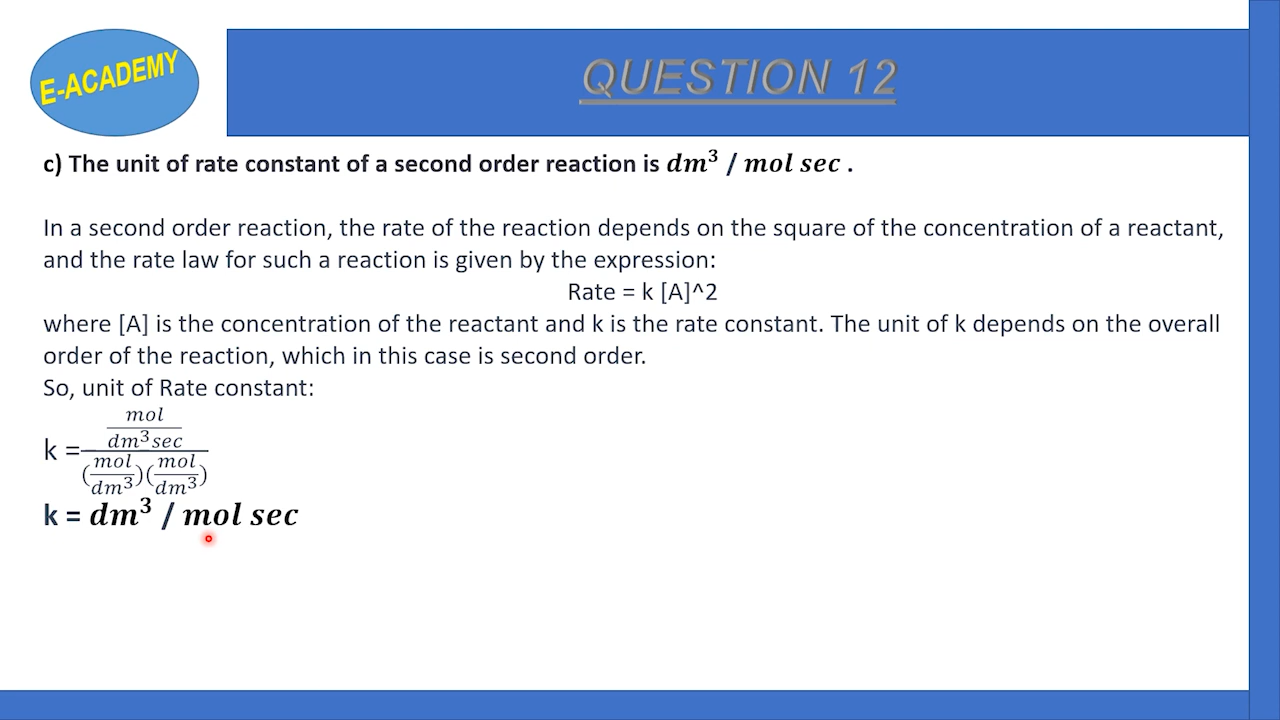 E-ACADEMY
QUESTION 12
c) The unit of rate constant of a second order reaction is dm³ / mol sec .
In a second order reaction, the rate of the reaction depends on the square of the concentration of a reactant,
and the rate law for such a reaction is given by the expression:
Rate = k [A]^2
where [A] is the concentration of the reactant and k is the rate constant. The unit of k depends on the overall
order of the reaction, which in this case is second order.
So, unit of Rate constant:
mol
dm³sec
k =
(mol/dm³)(mol/dm³)
k = dm³ / mol sec